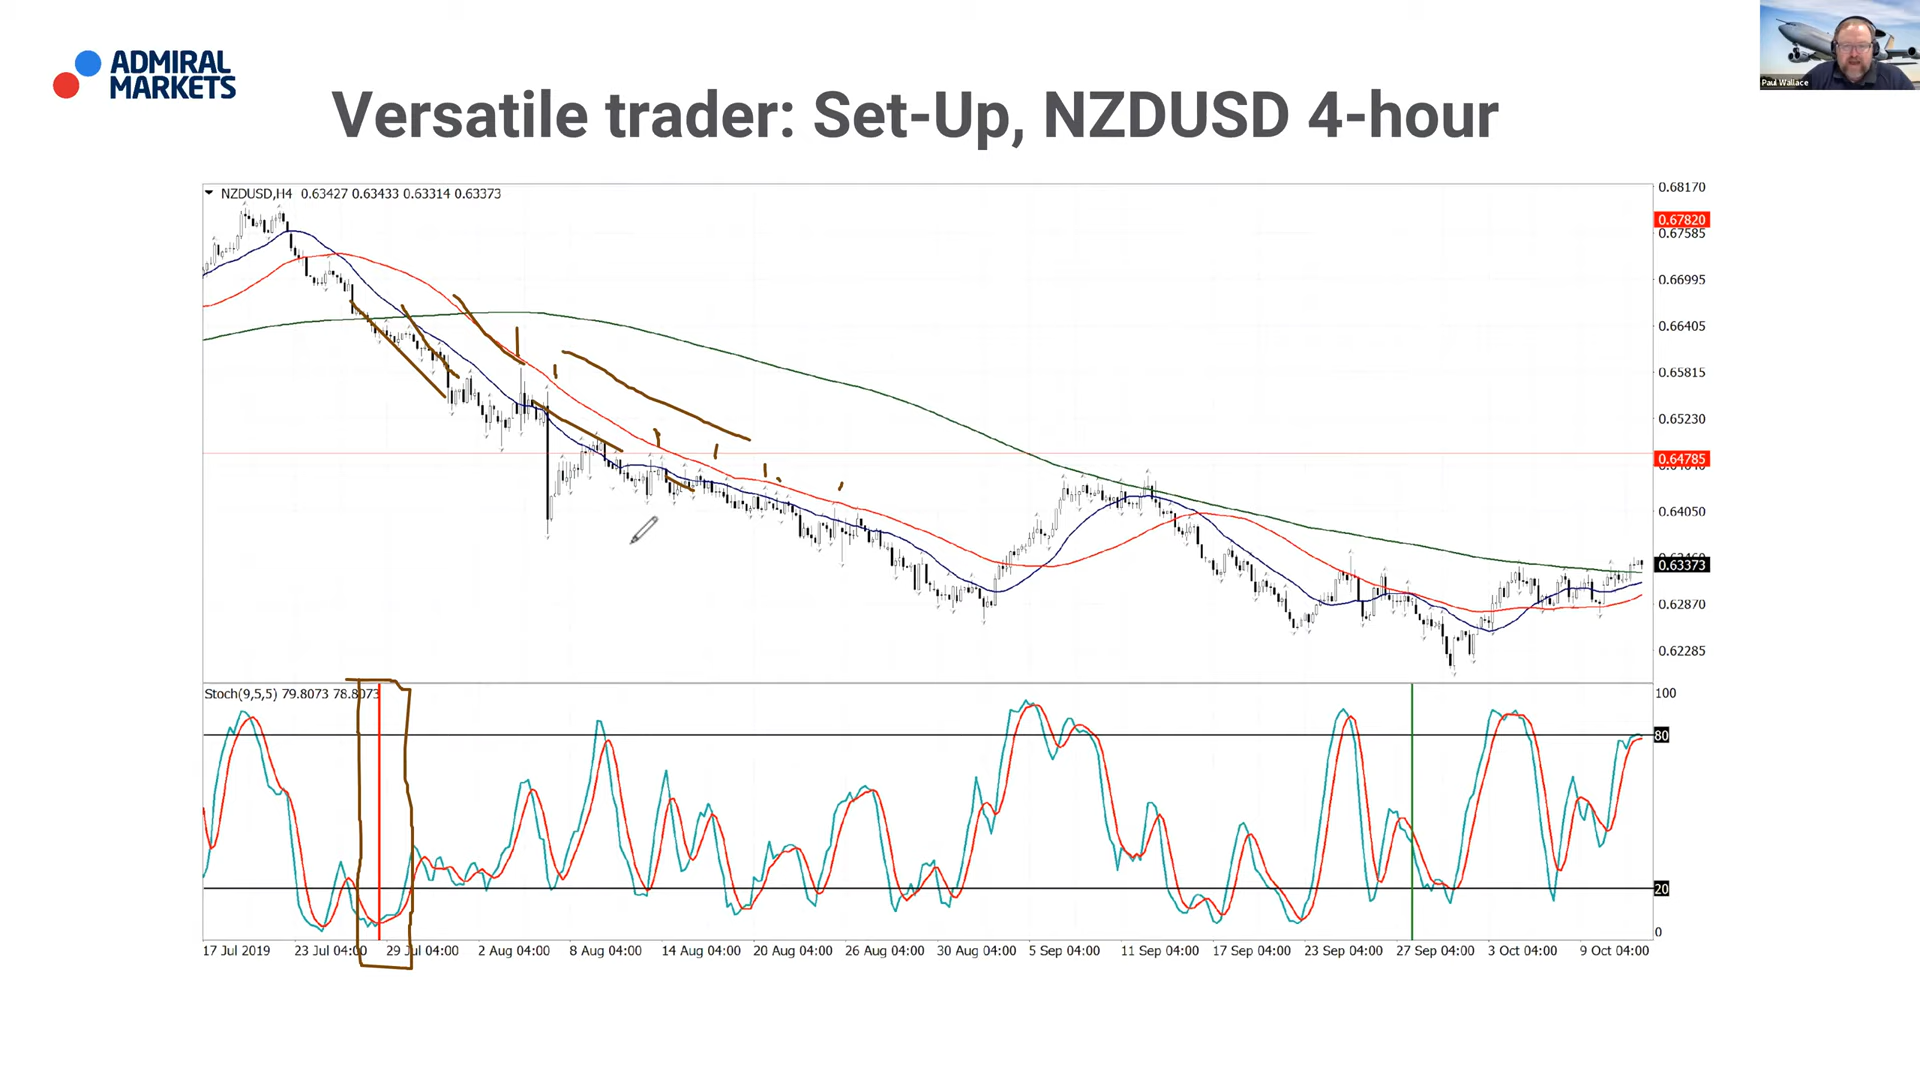 ADMIRAL
MARKETS
Paul Wallace
Versatile trader: Set-Up, NZDUSD 4-hour
NZDUSD,H4 0.63427 0.63433 0.63314 0.63373
0.68170
0.67820
0.67585
0.66995
0.66405
0.65815
0.65230
0.64785
0.64050
0.63373
0.62870
0.62285
Stoch(9,5,5) 79.8073 78.8073
100
80
20
0
17 Jul 2019 23 Jul 04:00 29 Jul 04:00 2 Aug 04:00 8 Aug 04:00 14 Aug 04:00 20 Aug 04:00 26 Aug 04:00 30 Aug 04:00 5 Sep 04:00 11 Sep 04:00 17 Sep 04:00 23 Sep 04:00 27 Sep 04:00 3 Oct 04:00 9 Oct 04:00